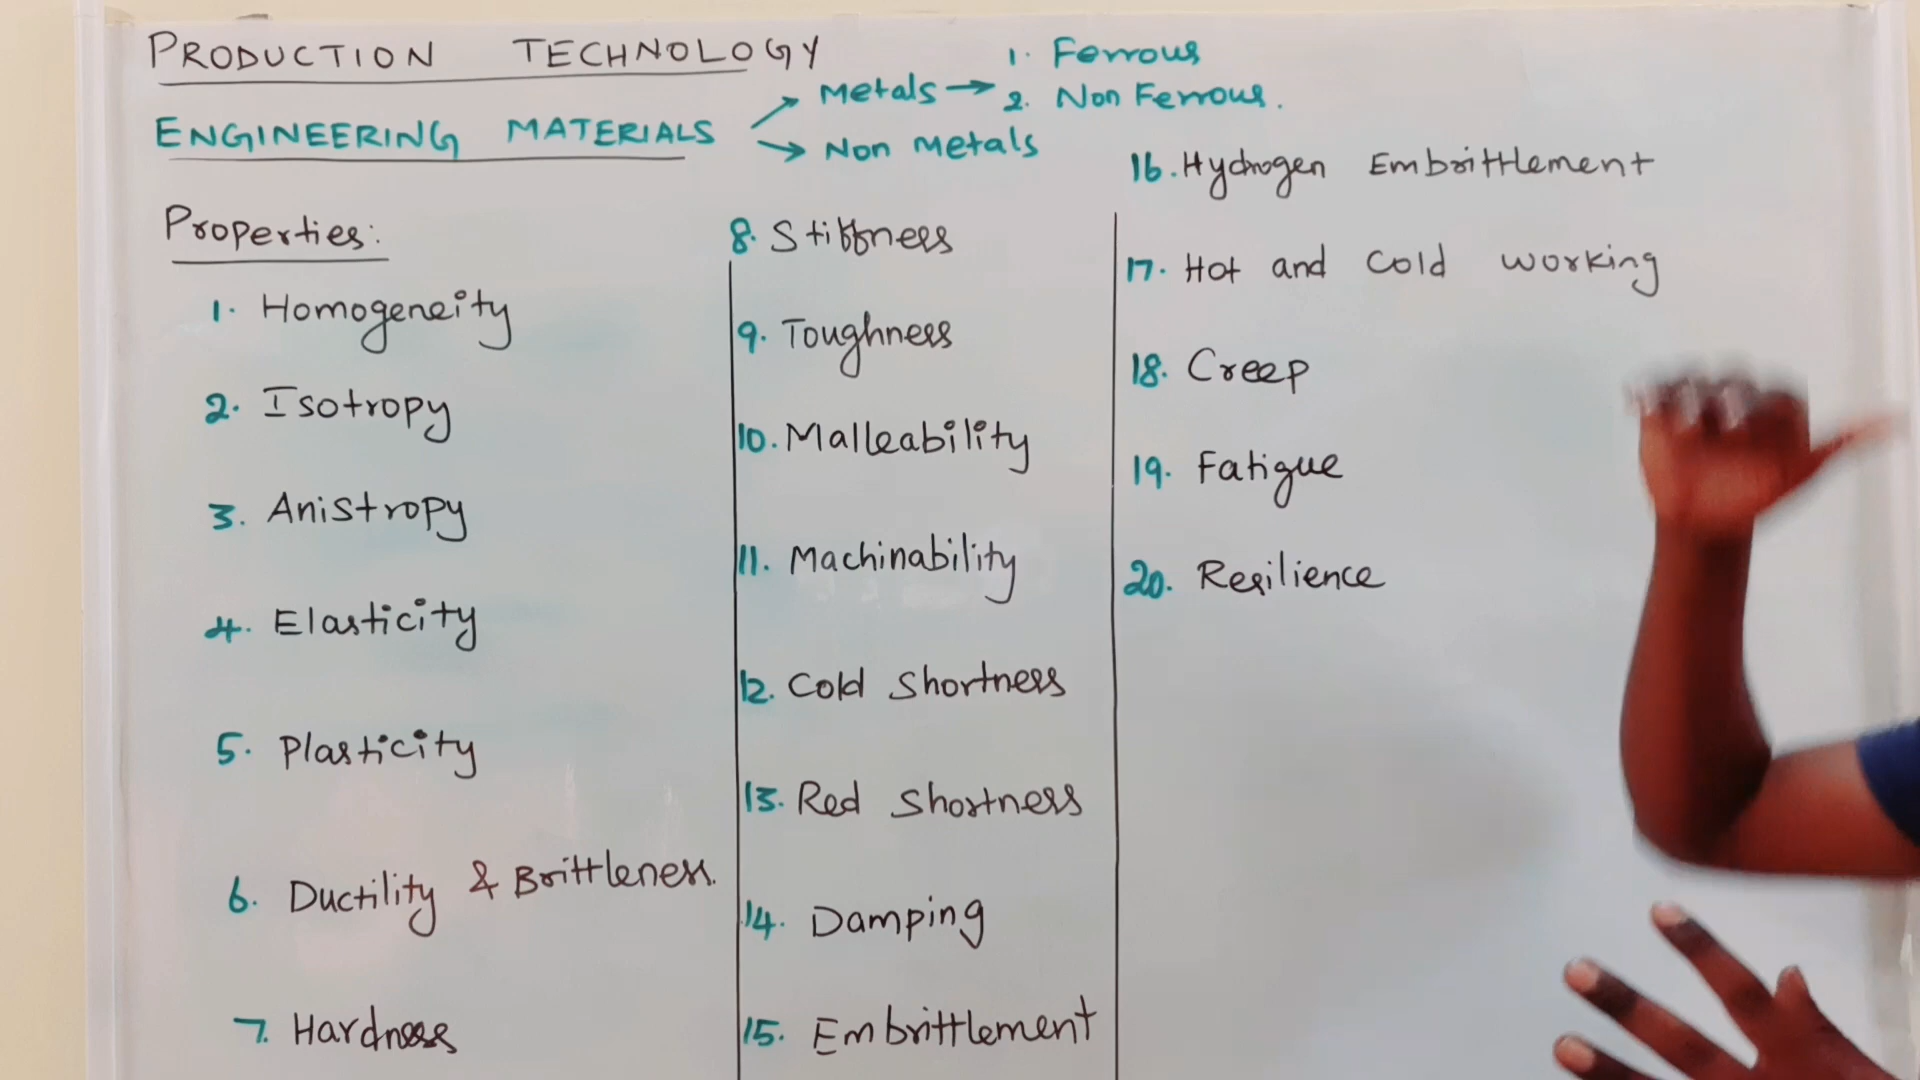 PRODUCTION TECHNOLOGY
ENGINEERING MATERIALS
Metals → 1. Ferrous
2. Non Ferrous.
Non Metals
Properties:
1. Homogeneity
2. Isotropy
3. Anistropy
4. Elasticity
5. Plasticity
6. Ductility & Brittleness.
7. Hardness
8. Stiffness
9. Toughness
10. Malleability
11. Machinability
12. Cold Shortness
13. Red Shortness
14. Damping
15. Embrittlement
16. Hydrogen Embrittlement
17. Hot and Cold working
18. Creep
19. Fatigue
20. Resilience